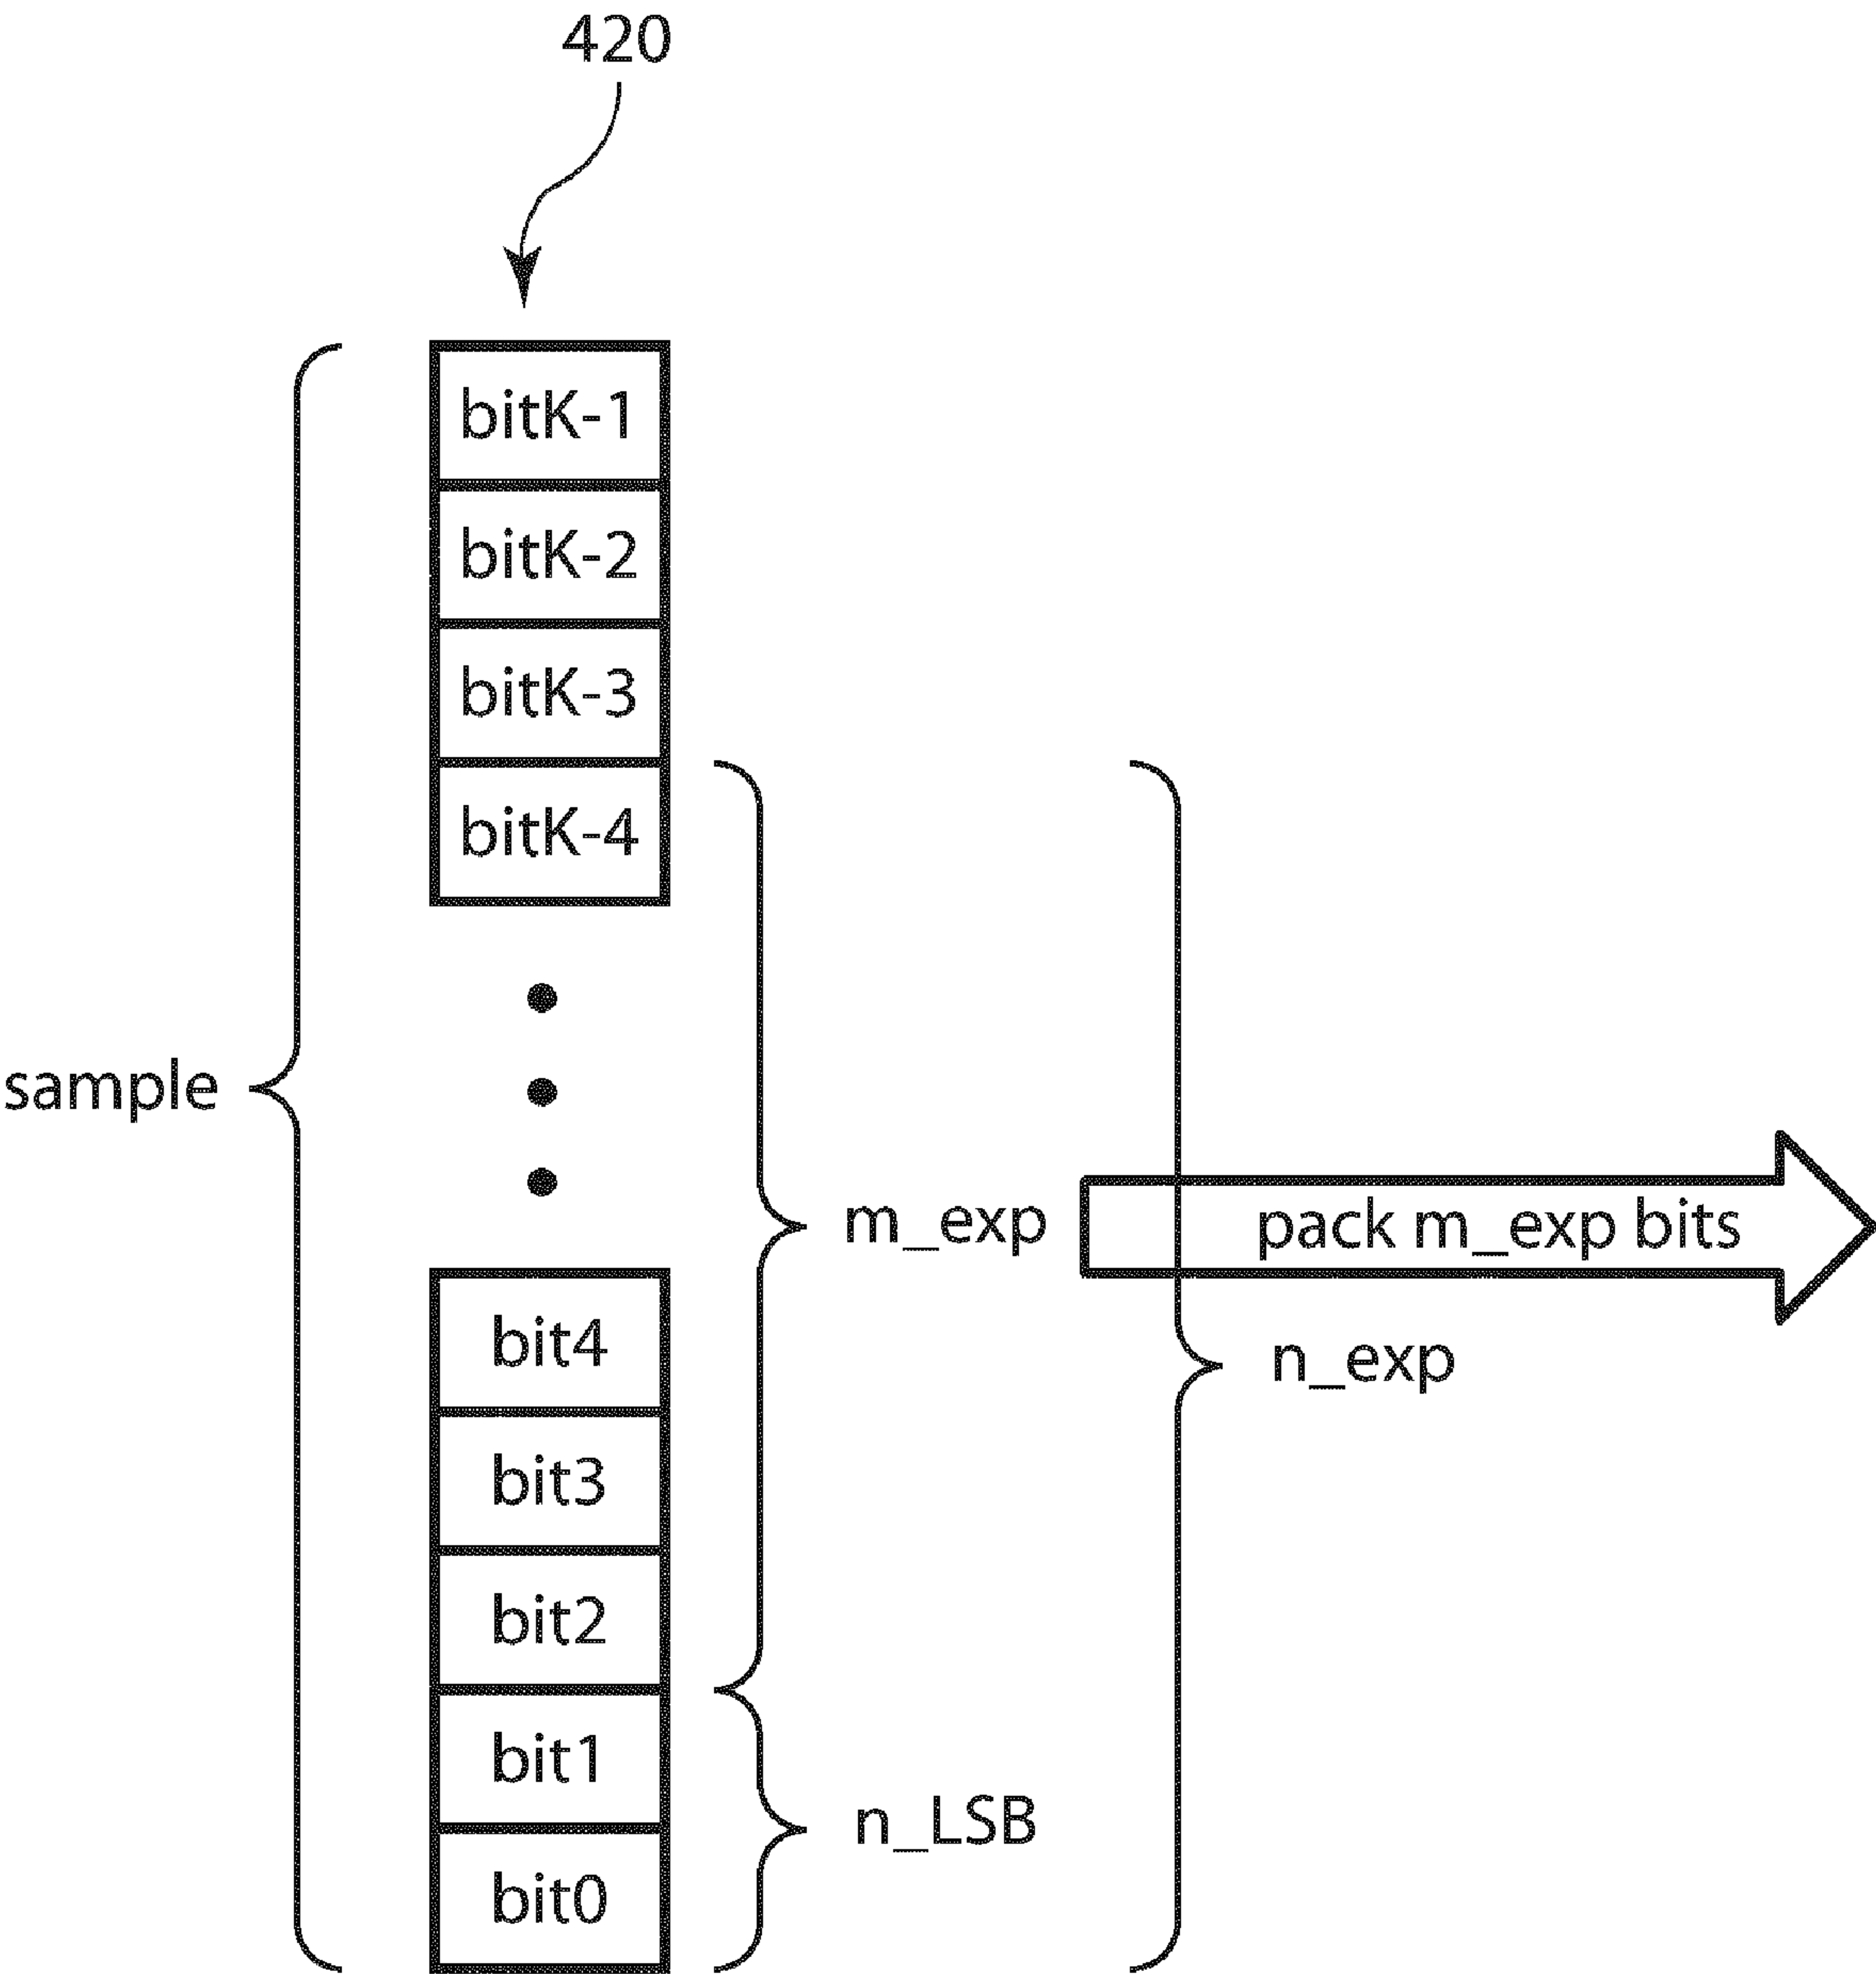 420
bitK-1
bitK-2
bitK-3
bitK-4
sample
m_exp
pack m_exp bits
bit4
n_exp
bit3
bit2
bit1
n_LSB
bit0